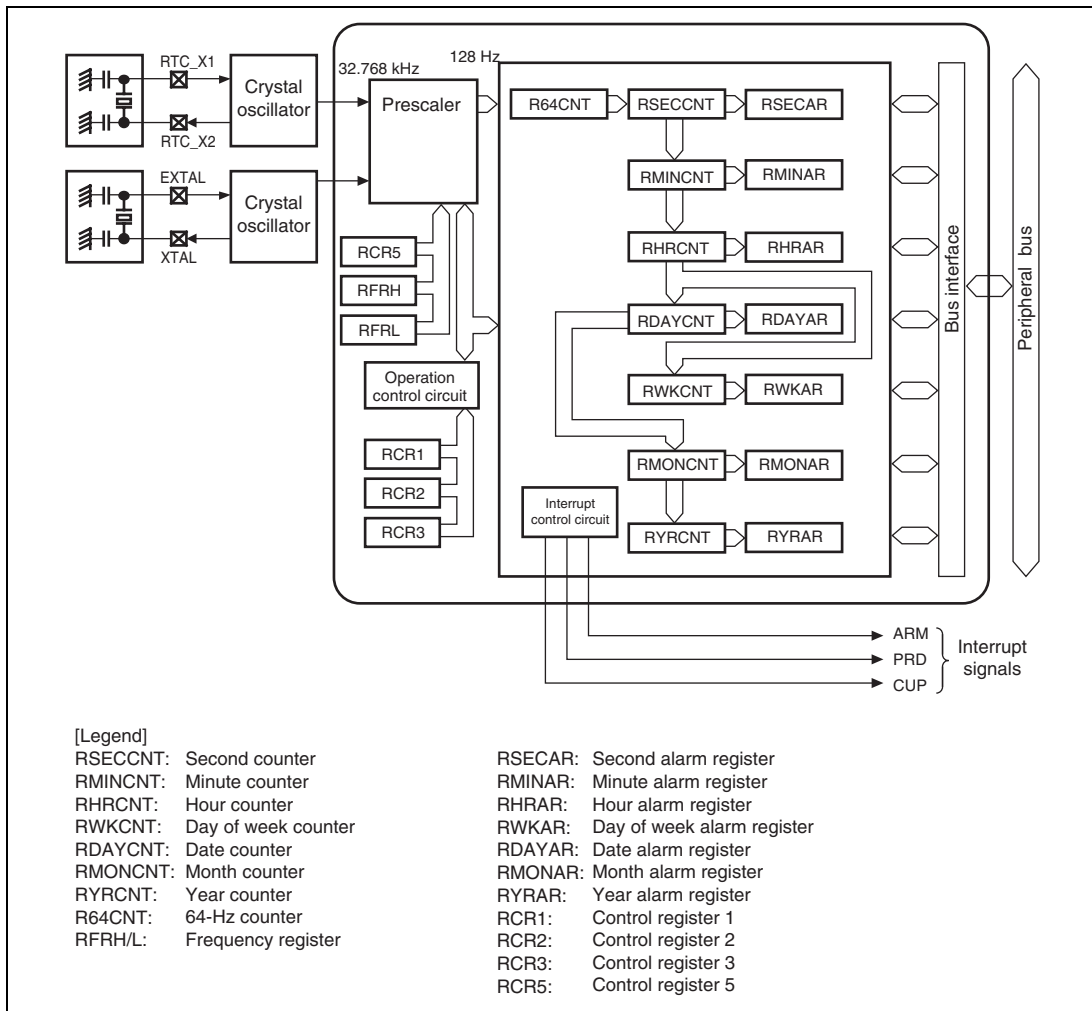 RTC_X1
RTC_X2
Crystal
oscillator
EXTAL
XTAL
Crystal
oscillator
32.768 kHz
128 Hz
Prescaler
RCR5
RFRH
RFRL
Operation
control circuit
RCR1
RCR2
RCR3
R64CNT
RSECCNT
RSECAR
RMINCNT
RMINAR
RHRCNT
RHRAR
RDAYCNT
RDAYAR
RWKCNT
RWKAR
RMONCNT
RMONAR
RYRCNT
RYRAR
Interrupt
control circuit
Bus interface
Peripheral bus
ARM
PRD
CUP
Interrupt
signals
[Legend]
RSECCNT: Second counter
RMINCNT: Minute counter
RHRCNT: Hour counter
RWKCNT: Day of week counter
RDAYCNT: Date counter
RMONCNT: Month counter
RYRCNT: Year counter
R64CNT: 64-Hz counter
RFRH/L: Frequency register
RSECAR: Second alarm register
RMINAR: Minute alarm register
RHRAR: Hour alarm register
RWKAR: Day of week alarm register
RDAYAR: Date alarm register
RMONAR: Month alarm register
RYRAR: Year alarm register
RCR1: Control register 1
RCR2: Control register 2
RCR3: Control register 3
RCR5: Control register 5